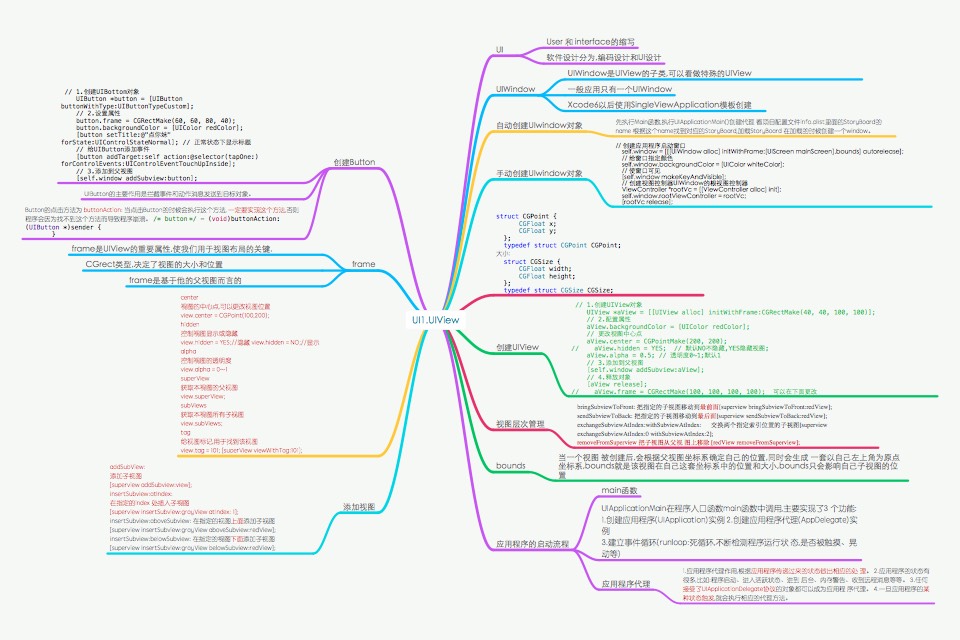 UI1.UIView
UI
User 和 interface的缩写
软件设计分为,编码设计和UI设计
UIWindow
UIWindow是UIView的子类,可以看做特殊的UIView
一般应用只有一个UIWindow
Xcode6以后使用SingleViewApplication模板创建
自动创建UIwindow对象
先执行Main函数,执行UIApplicationMain()创建代理 看项目配置文件info.plist里面的StoryBoard的
name 根据这个name找到对应的StoryBoard,加载StoryBoard 在加载的时候创建一个window。
手动创建UIwindow对象
// 创建应用程序启动窗口
self.window = [[[UIWindow alloc] initWithFrame:[UIScreen mainScreen].bounds] autorelease];
// 给窗口指定颜色
self.window.backgroundColor = [UIColor whiteColor];
// 使窗口可见
[self.window makeKeyAndVisible];
// 创建视图控制器UIWindow的根视图控制器
ViewController *rootVc = [[ViewController alloc] init];
self.window.rootViewController = rootVc;
[rootVc release];
struct CGPoint {
CGFloat x;
CGFloat y;
};
typedef struct CGPoint CGPoint;
大小:
struct CGSize {
CGFloat width;
CGFloat height;
};
typedef struct CGSize CGSize;
创建UIView
// 1.创建UIView对象
UIView *aView = [[UIView alloc] initWithFrame:CGRectMake(40, 40, 100, 100)];
// 2.配置属性
aView.backgroundColor = [UIColor redColor];
// 更改视图中心点
aView.center = CGPointMake(200, 200);
// aView.hidden = YES; // 默认NO不隐藏,YES隐藏视图;
aView.alpha = 0.5; // 透明度0~1;默认1
// 3.添加到父视图
[self.window addSubview:aView];
// 4.释放对象
[aView release];
// aView.frame = CGRectMake(100, 100, 100, 100); 可以在下面更改
视图层次管理
bringSubviewToFront: 把指定的子视图移动到最前面[superview bringSubviewToFront:redView];
sendSubviewToBack: 把指定的子视图移动到最后面[superview sendSubviewToBack:redView];
exchangeSubviewAtIndex:withSubviewAtIndex: 交换两个指定索引位置的子视图[superview
exchangeSubviewAtIndex:0 withSubviewAtIndex:2];
removeFromSuperview 把子视图从父视 图上移除 [redView removeFromSuperview];
bounds
当一个视图 被创建后,会根据父视图坐标系确定自己的位置,同时会生成 一套以自己左上角为原点
坐标系,bounds就是该视图在自己这套坐标系中的位置和大小,bounds只会影响自己子视图的位
置
应用程序的启动流程
main函数
UIApplicationMain在程序入口函数main函数中调用,主要实现了3 个功能:
1.创建应用程序(UIApplication)实例 2.创建应用程序代理(AppDelegate)实
例
3.建立事件循环(runloop:死循环,不断检测程序运行状 态,是否被触摸、晃
动等)
应用程序代理
1.应用程序代理作用,根据应用程序传递过来的状态做出相应的处 理。 2.应用程序的状态有
很多,比如:程序启动、进入活跃状态、进到 后台、内存警告、收到远程消息等等。 3.任何
接受了UIApplicationDelegate协议的对象都可以成为应用程 序代理。 4.一旦应用程序的某
种状态触发,就会执行相应的代理方法。
创建Button
// 1.创建UIBottom对象
UIButton *button = [UIButton
buttonWithType:UIButtonTypeCustom];
// 2.设置属性
button.frame = CGRectMake(60, 60, 80, 40);
button.backgroundColor = [UIColor redColor];
[button setTitle:@"点你妹"
forState:UIControlStateNormal]; // 正常状态下显示标题
// 给UIButton添加事件
[button addTarget:self action:@selector(tapOne:)
forControlEvents:UIControlEventTouchUpInside];
// 3.添加到父视图
[self.window addSubview:button];
UIButton的主要作用是拦截事件和动作消息发送到目标对象。
Button的点击方法为 buttonAction: 当点击Button的时候会执行这个方法,一定要实现这个方法,否则
程序会因为找不到这个方法而导致程序崩溃。 /* button */ - (void)buttonAction:
(UIButton *)sender {
}
frame
frame是UIView的重要属性,使我们用于视图布局的关键.
CGrect类型,决定了视图的大小和位置
frame是基于他的父视图而言的
center
视图的中心点,可以更改视图位置
view.center = CGPoint(100,200);
hidden
控制视图显示或隐藏
view.hidden = YES;//隐藏 view.hidden = NO;//显示
alpha
控制视图的透明度
view alpha = 0~1
superView
获取本视图的父视图
view.superView;
subViews
获取本视图所有子视图
view.subViews;
tag
给视图标记,用于找到该视图
view tag = 101; [superView viewWithTag:101];
添加视图
addSubView:
添加子视图
[superView addSubview:view];
insertSubview:atIndex:
在指定的index 处插入子视图
[superView insertSubview:grayView atIndex: 1];
insertSubview:aboveSubview: 在指定的视图上面添加子视图
[superView insertSubview:grayView aboveSubview:redView];
insertSubview:belowSubview: 在指定的视图下面添加子视图
[superView insertSubview:grayView belowSubview:redView];